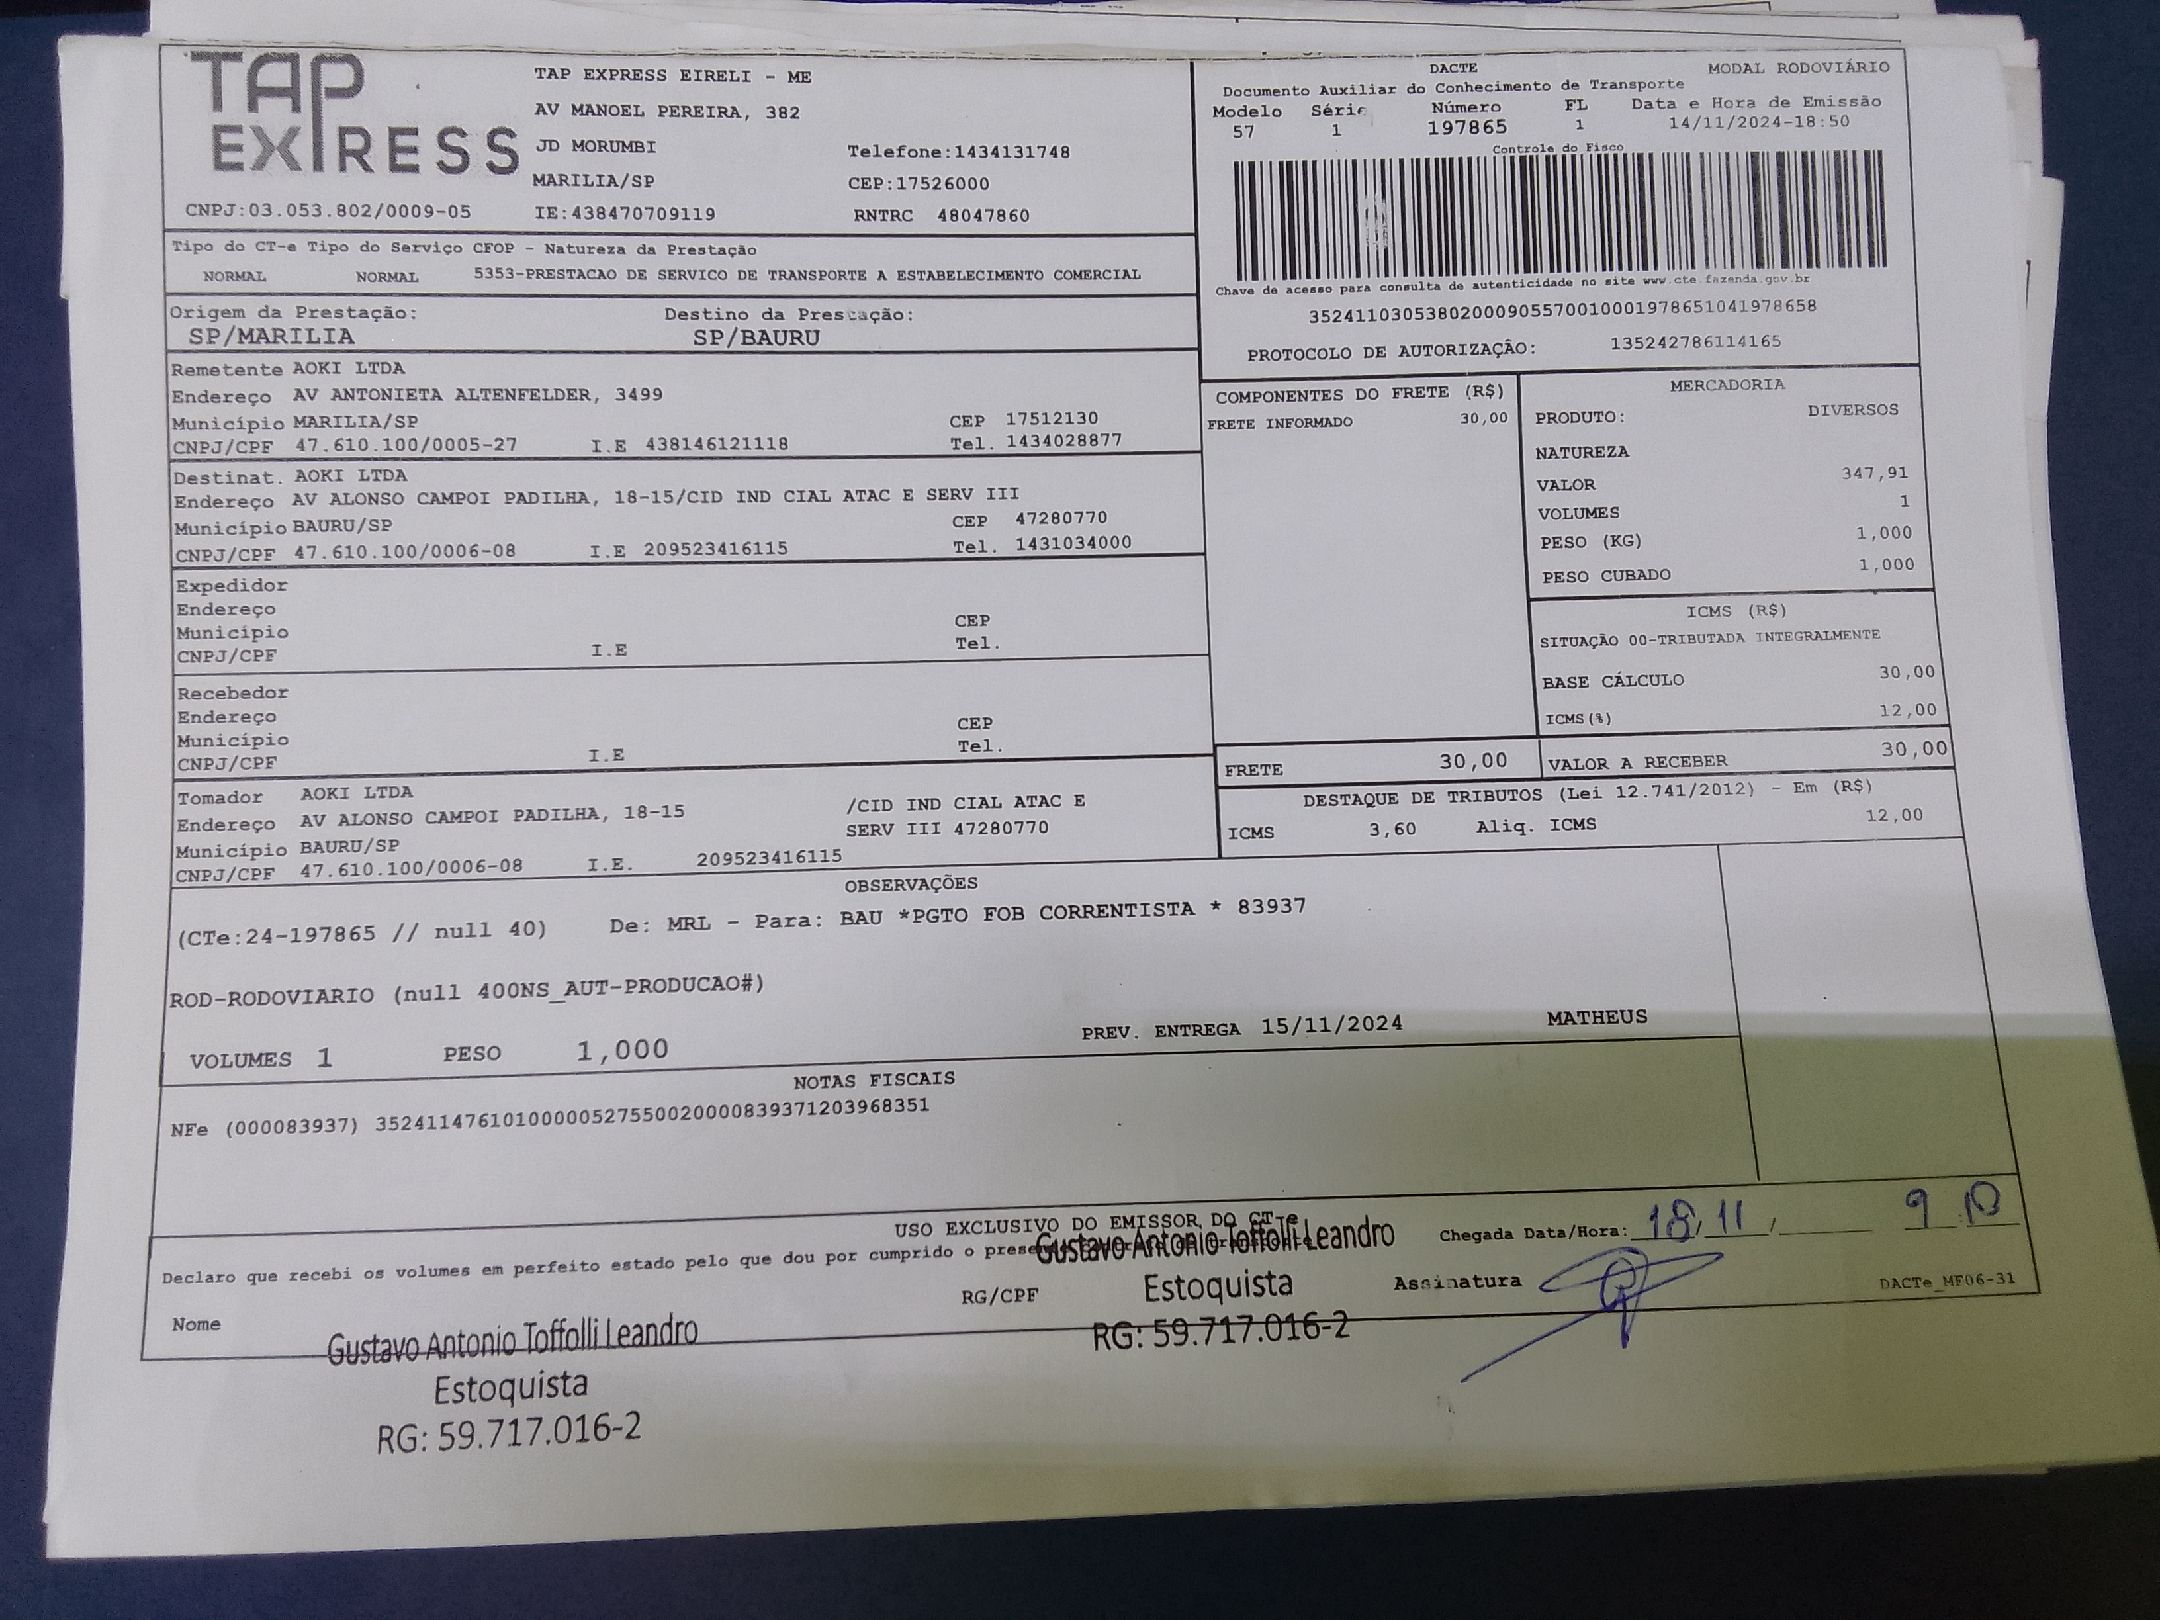 TAP
EXPRESS
TAP EXPRESS EIRELI - ME
AV MANOEL PEREIRA, 382
JD MORUMBI
Telefone:1434131748
MARILIA/SP
CEP:17526000
CNPJ:03.053.802/0009-05
IE:438470709119
RNTRC 48047860
DACTE
MODAL RODOVIÁRIO
Documento Auxiliar do Conhecimento de Transporte
Modelo Série Número FL Data e Hora de Emissão
57 1 197865 1 14/11/2024-18:50
Controle do Fisco
Chave de acesso para consulta de autenticidade no site www.cte.fazenda.gov.br
35241103053802000905570010001978651041978658
PROTOCOLO DE AUTORIZAÇÃO: 135242786114165
Tipo do CT-e Tipo do Serviço CFOP - Natureza da Prestação
NORMAL NORMAL 5353-PRESTACAO DE SERVICO DE TRANSPORTE A ESTABELECIMENTO COMERCIAL
Origem da Prestação: Destino da Prestação:
SP/MARILIA SP/BAURU
Remetente AOKI LTDA
Endereço AV ANTONIETA ALTENFELDER, 3499
Município MARILIA/SP CEP 17512130
CNPJ/CPF 47.610.100/0005-27 I.E 438146121118 Tel. 1434028877
Destinat. AOKI LTDA
Endereço AV ALONSO CAMPOI PADILHA, 18-15/CID IND CIAL ATAC E SERV III
Município BAURU/SP CEP 47280770
CNPJ/CPF 47.610.100/0006-08 I.E 209523416115 Tel. 1431034000
Expedidor
Endereço
Município CEP
CNPJ/CPF I.E Tel.
Recebedor
Endereço
Município CEP
CNPJ/CPF I.E Tel.
Tomador AOKI LTDA
Endereço AV ALONSO CAMPOI PADILHA, 18-15 /CID IND CIAL ATAC E
SERV III 47280770
Município BAURU/SP
CNPJ/CPF 47.610.100/0006-08 I.E. 209523416115
COMPONENTES DO FRETE (R$)
FRETE INFORMADO 30,00
MERCADORIA
PRODUTO: DIVERSOS
NATUREZA
VALOR 347,91
VOLUMES 1
PESO (KG) 1,000
PESO CUBADO 1,000
ICMS (R$)
SITUAÇÃO 00-TRIBUTADA INTEGRALMENTE
BASE CÁLCULO 30,00
ICMS(%) 12,00
FRETE 30,00 VALOR A RECEBER 30,00
DESTAQUE DE TRIBUTOS (Lei 12.741/2012) - Em (R$)
ICMS 3,60 Aliq. ICMS 12,00
OBSERVAÇÕES
(CTe:24-197865 // null 40) De: MRL - Para: BAU *PGTO FOB CORRENTISTA * 83937
ROD-RODOVIARIO (null 400NS_AUT-PRODUCAO#)
VOLUMES 1 PESO 1,000 PREV. ENTREGA 15/11/2024 MATHEUS
NOTAS FISCAIS
NFe (000083937) 35241147610100000527550020000839371203968351
USO EXCLUSIVO DO EMISSOR DO CT-e
Declaro que recebi os volumes em perfeito estado pelo que dou por cumprido o
Chegada Data/Hora: 18/11/ 9:10
Nome
RG/CPF
Assinatura
DACTe_MF06-31
Gustavo Antonio Toffolli Leandro
Estoquista
RG: 59.717.016-2
Gustavo Antonio Toffolli Leandro
Estoquista
RG: 59.717.016-2